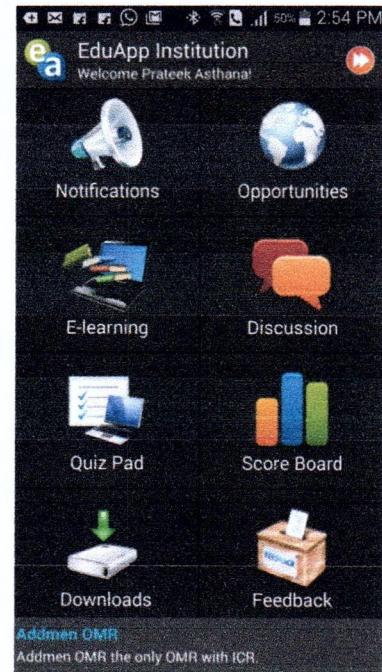 50% 2:54 PM
ea EduApp Institution
Welcome Prateek Asthana!
Notifications Opportunities
E-learning Discussion
Quiz Pad Score Board
Downloads Feedback
Addmen OMR
Addmen OMR the only OMR with ICR.